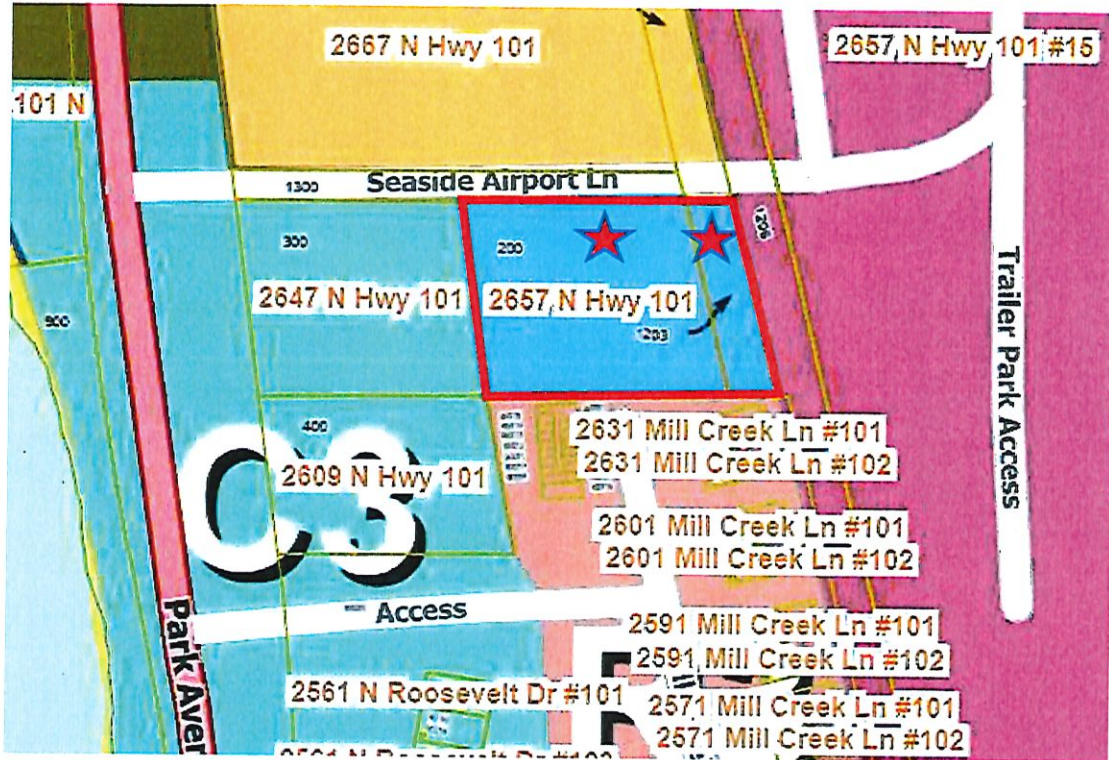 2667 N Hwy 101
2657 N Hwy 101 #15
101 N
Seaside Airport Ln
1300
300
200
1206
2647 N Hwy 101
2657 N Hwy 101
1203
900
Trailer Park Access
400
2631 Mill Creek Ln #101
2631 Mill Creek Ln #102
C3
2609 N Hwy 101
2601 Mill Creek Ln #101
2601 Mill Creek Ln #102
Access
Park Aven
2591 Mill Creek Ln #101
2591 Mill Creek Ln #102
R
2561 N Roosevelt Dr #101
2571 Mill Creek Ln #101
2571 Mill Creek Ln #102